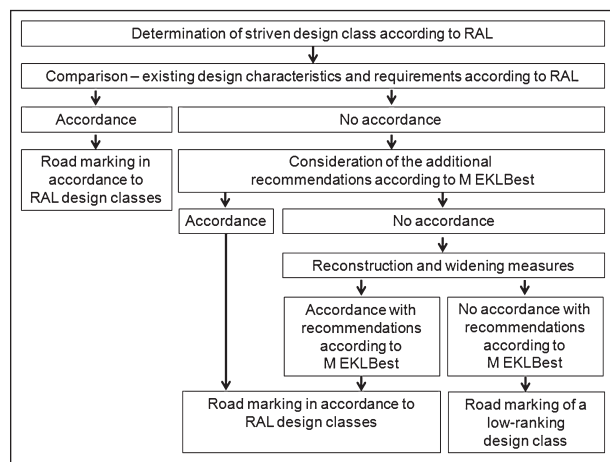 Determination of striven design class according to RAL
Comparison – existing design characteristics and requirements according to RAL
Accordance
No accordance
Road marking in
accordance to
RAL design classes
Consideration of the additional
recommendations according to M EKLBest
Accordance
No accordance
Reconstruction and widening measures
Accordance with
recommendations
according to
M EKLBest
No accordance with
recommendations
according to
M EKLBest
Road marking in accordance to
RAL design classes
Road marking of a
low-ranking
design class